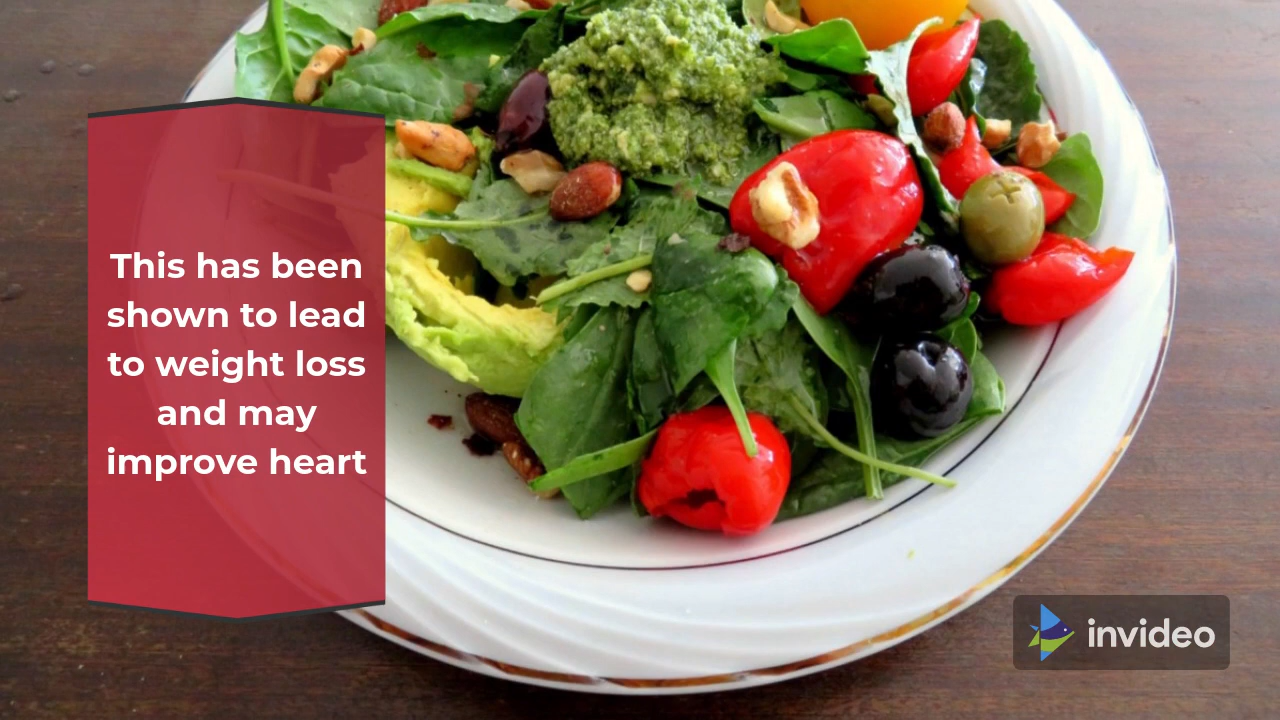 This has been
shown to lead
to weight loss
and may
improve heart
invideo